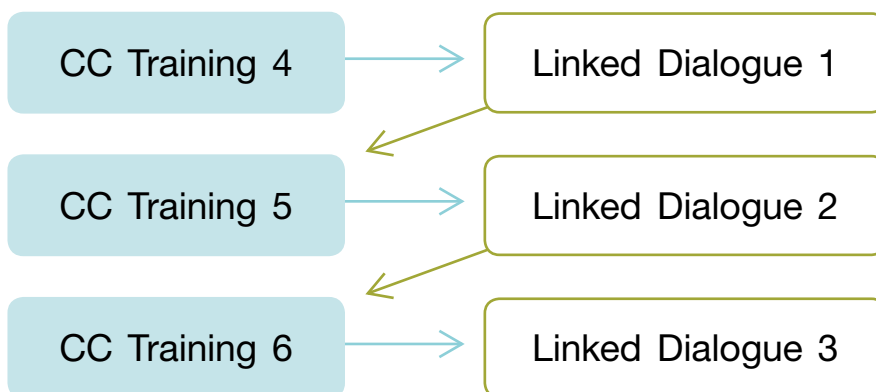 CC Training 4
Linked Dialogue 1
CC Training 5
Linked Dialogue 2
CC Training 6
Linked Dialogue 3